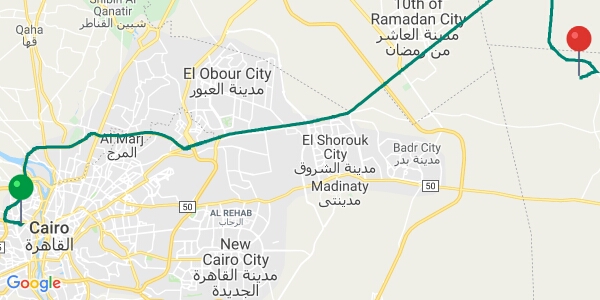 Shibin Al
Qanatir
شبين القناطر
Qaha
قها
10th of
Ramadan City
مدينة العاشر
من رمضان
El Obour City
مدينة العبور
Al Marj
المرج
El Shorouk
City
مدينة الشروق
Badr City
مدينة بدر
Madinaty
مدينتي
50
50
AL REHAB
الرحاب
Cairo
القاهرة
New
Cairo City
مدينة القاهرة
الجديدة
Google